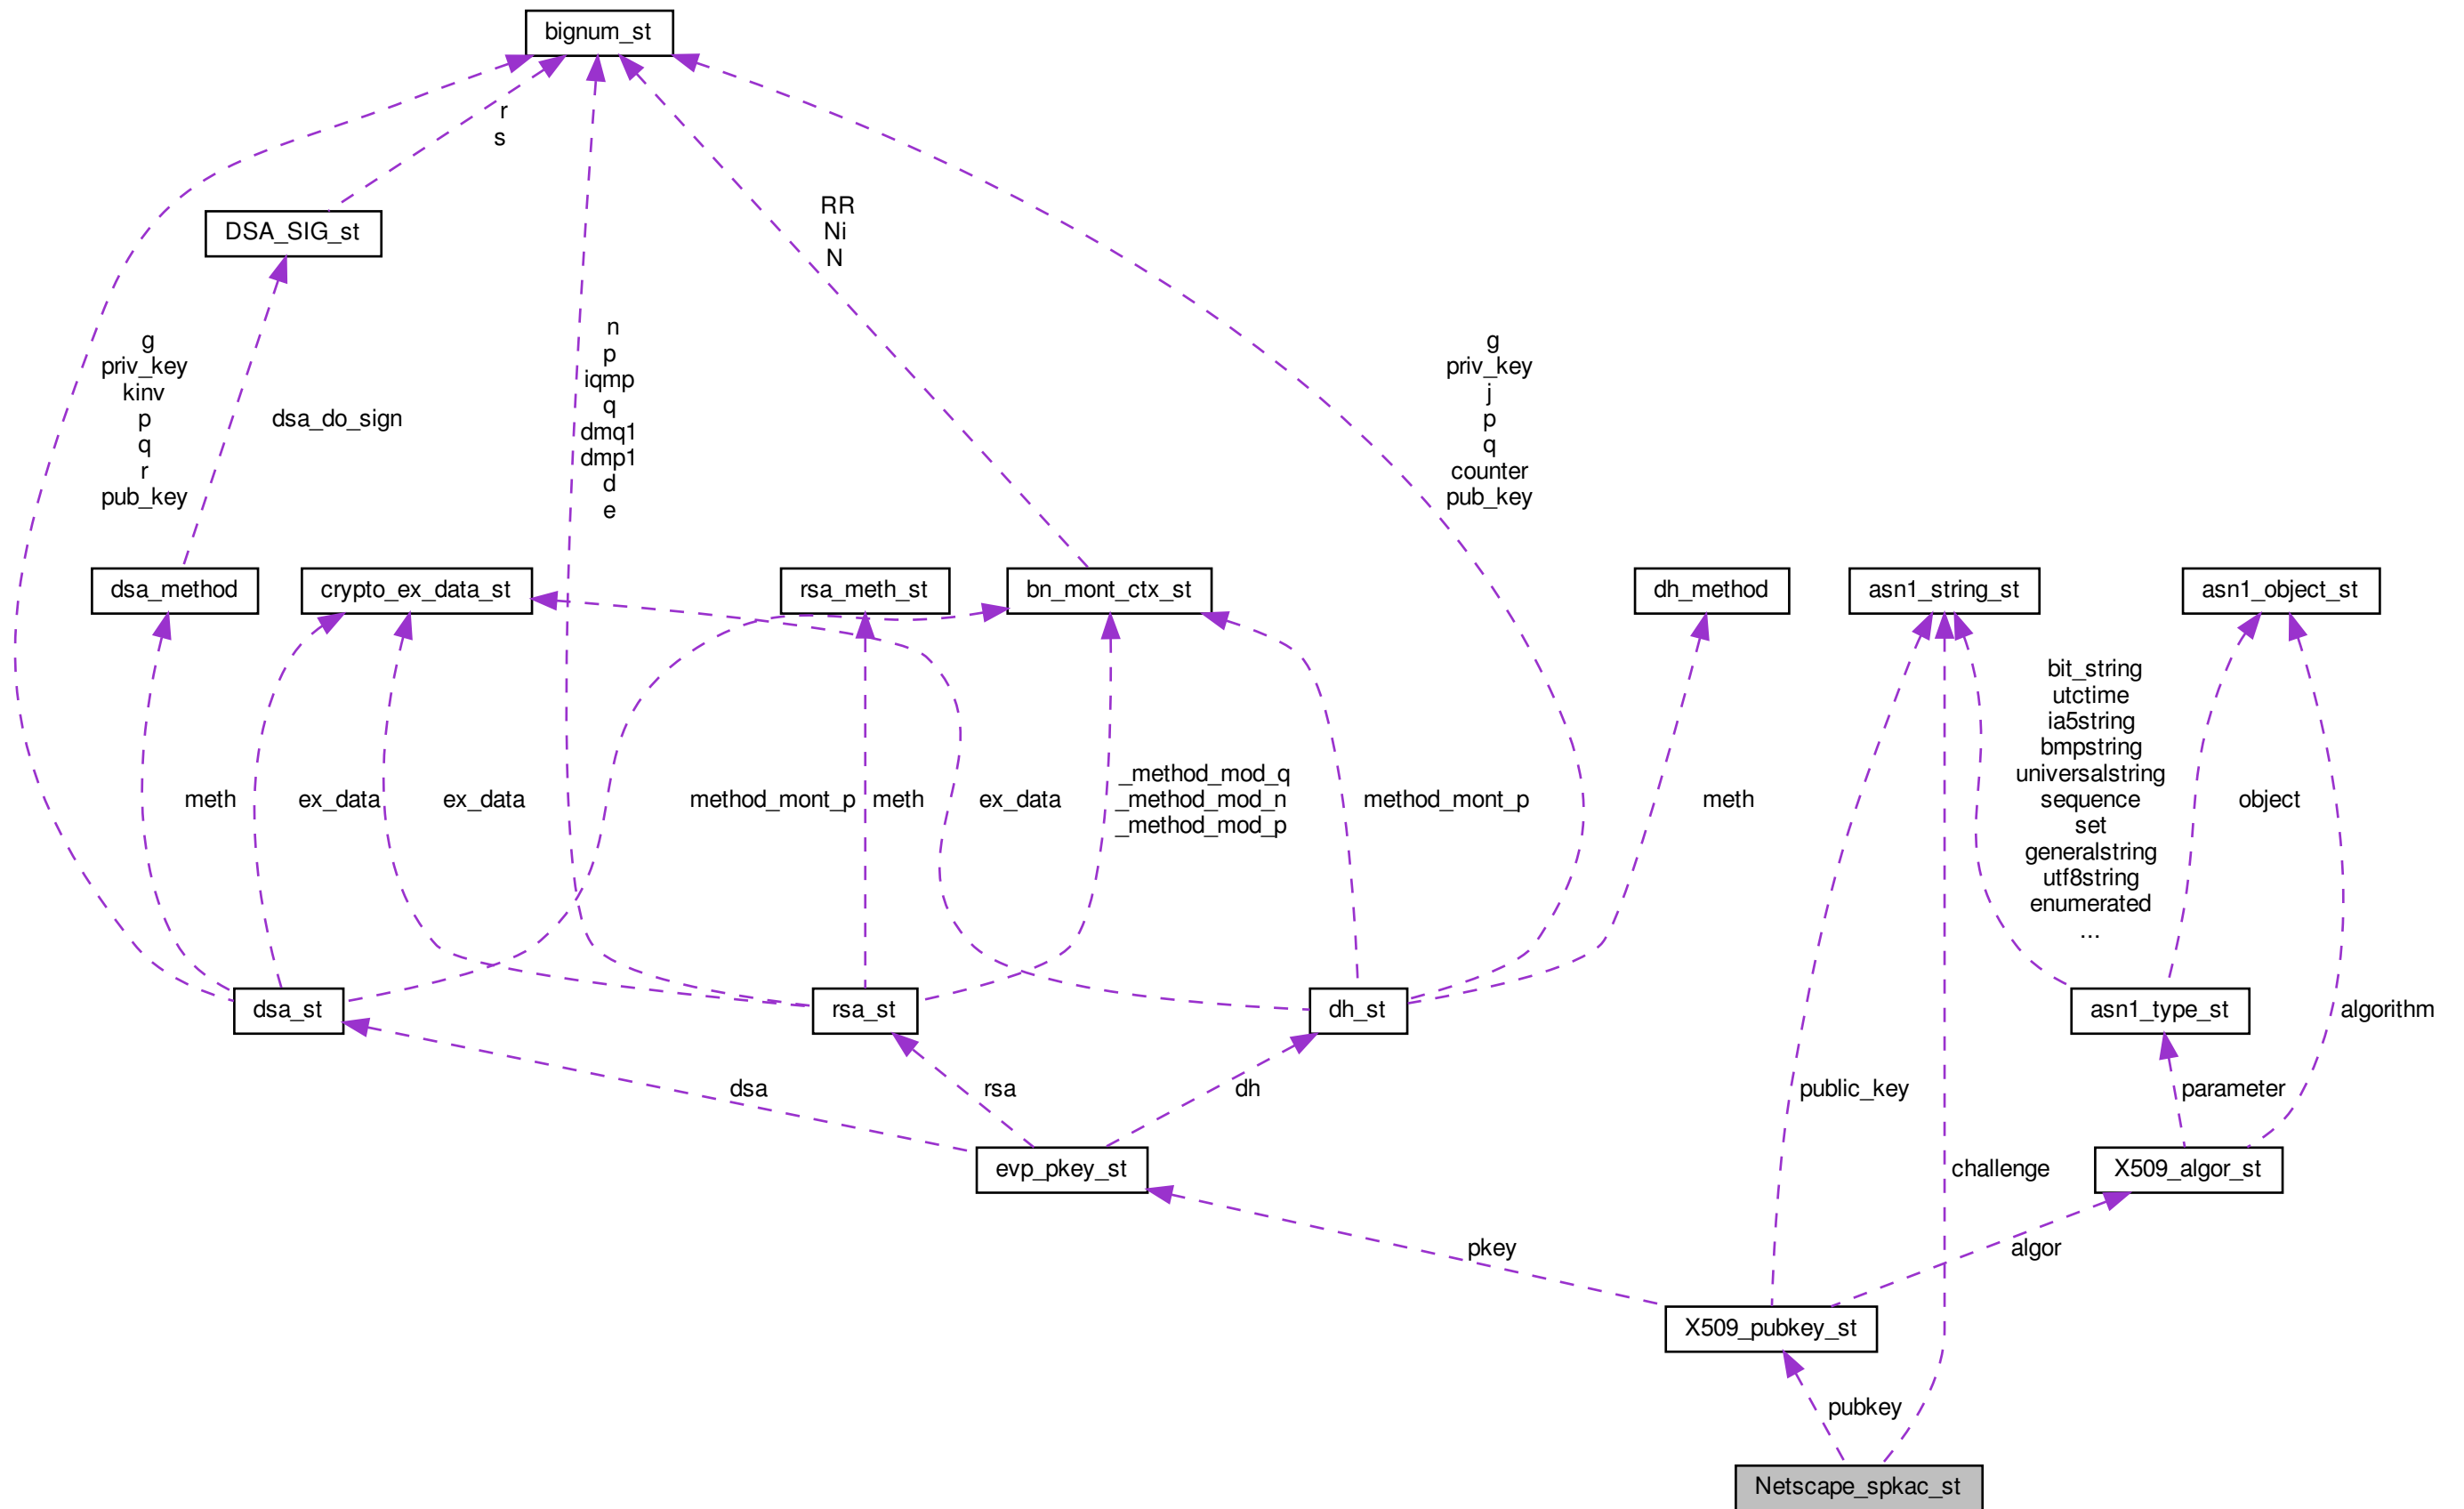 bignum_st
r
s
RR
Ni
N
DSA_SIG_st
n
p
iqmp
q
dmq1
dmp1
d
e
g
priv_key
kinv
p
q
r
pub_key
g
priv_key
j
p
q
counter
pub_key
dsa_do_sign
dsa_method
crypto_ex_data_st
rsa_meth_st
bn_mont_ctx_st
dh_method
asn1_string_st
asn1_object_st
bit_string
utctime
ia5string
bmpstring
universalstring
sequence
set
generalstring
utf8string
enumerated
...
meth
ex_data
ex_data
method_mont_p
meth
ex_data
_method_mod_q
_method_mod_n
_method_mod_p
method_mont_p
meth
object
dsa_st
rsa_st
dh_st
asn1_type_st
algorithm
dsa
rsa
dh
public_key
parameter
evp_pkey_st
challenge
X509_algor_st
pkey
algor
X509_pubkey_st
pubkey
Netscape_spkac_st